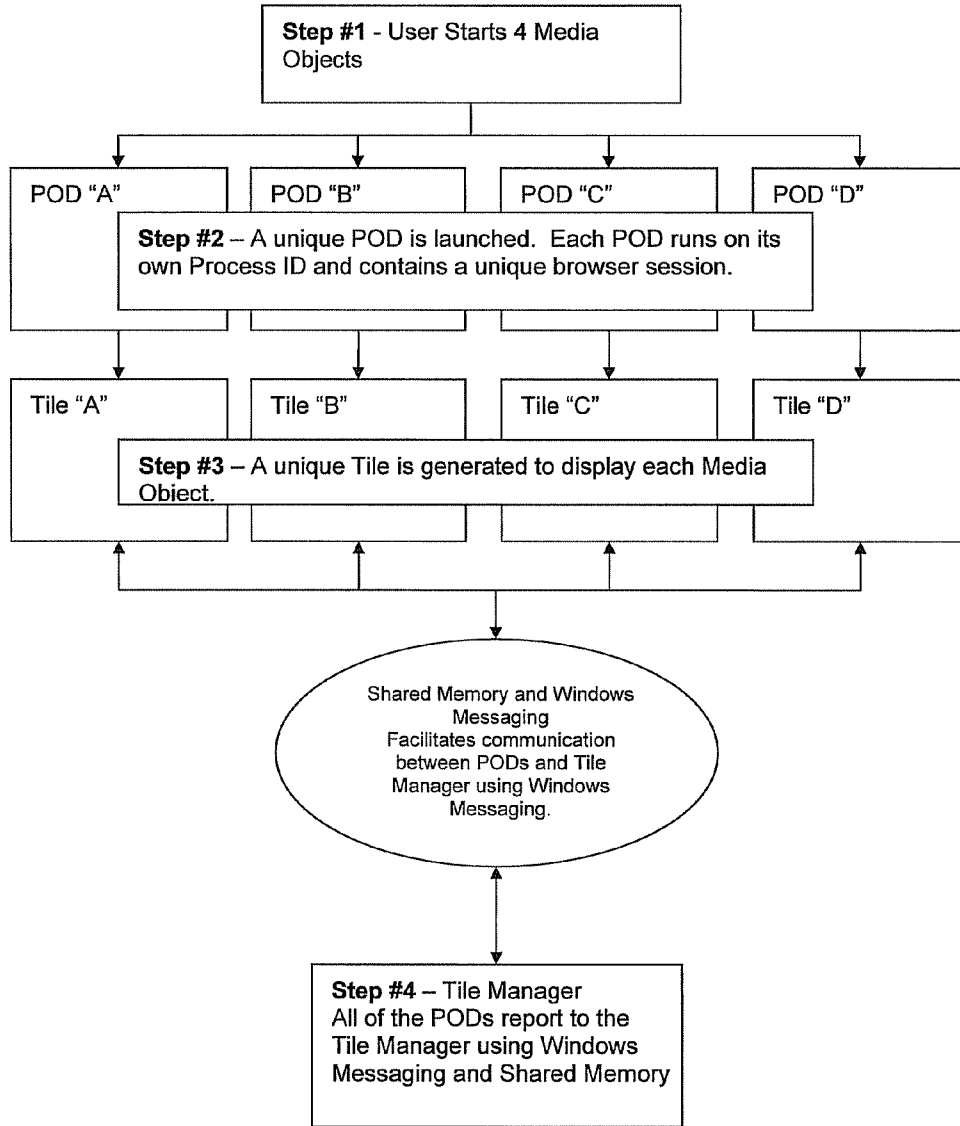 Step #1 - User Starts 4 Media
Objects
POD “A”
POD “B”
POD “C”
POD “D”
Step #2 – A unique POD is launched.  Each POD runs on its
own Process ID and contains a unique browser session.
Tile “A”
Tile “B”
Tile “C”
Tile “D”
Step #3 – A unique Tile is generated to display each Media
Object.
Shared Memory and Windows
Messaging
Facilitates communication
between PODs and Tile
Manager using Windows
Messaging.
Step #4 – Tile Manager
All of the PODs report to the
Tile Manager using Windows
Messaging and Shared Memory